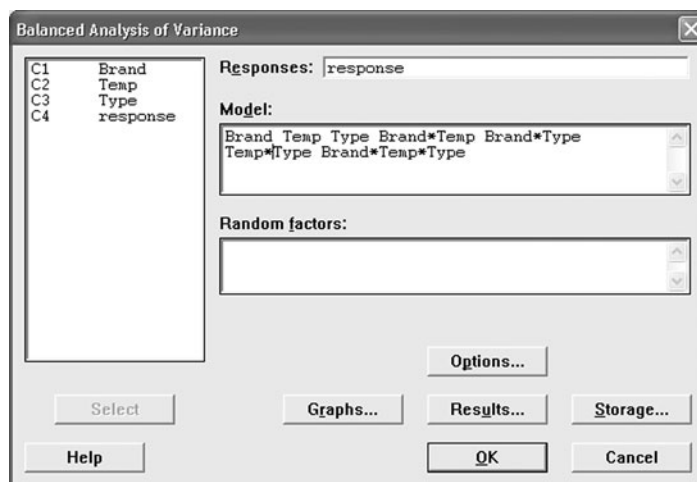 Balanced Analysis of Variance
C1 Brand
C2 Temp
C3 Type
C4 response
Responses: response
Model:
Brand Temp Type Brand*Temp Brand*Type
Temp*Type Brand*Temp*Type
Random factors:
Options...
Select
Graphs...
Results...
Storage...
Help
OK
Cancel